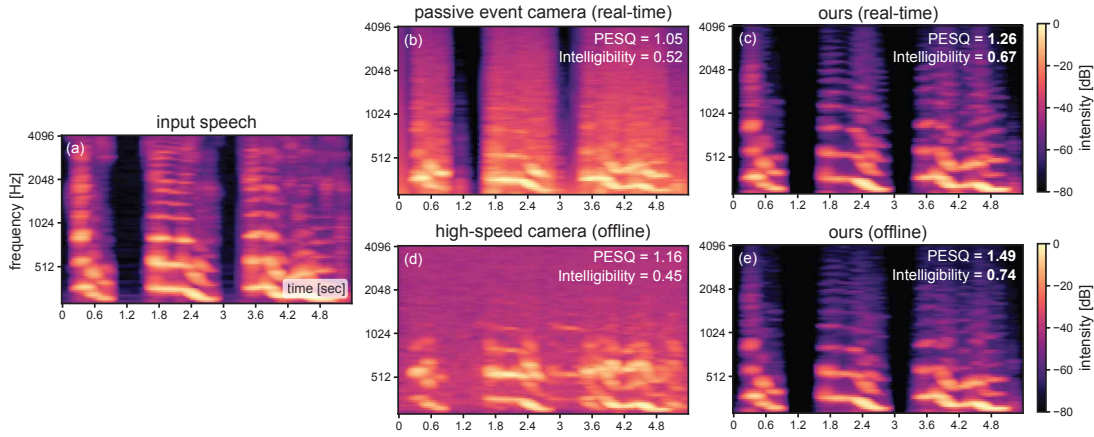 passive event camera (real-time)
ours (real-time)
input speech
high-speed camera (offline)
ours (offline)
(a)
frequency [Hz]
4096
2048
1024
512
time [sec]
0 0.6 1.2 1.8 2.4 3 3.6 4.2 4.8
(b)
PESQ = 1.05
Intelligibility = 0.52
4096
2048
1024
512
0 0.6 1.2 1.8 2.4 3 3.6 4.2 4.8
(c)
PESQ = 1.26
Intelligibility = 0.67
4096
2048
1024
512
0 0.6 1.2 1.8 2.4 3 3.6 4.2 4.8
0
−20
−40
−60
−80
intensity [dB]
(d)
PESQ = 1.16
Intelligibility = 0.45
4096
2048
1024
512
0 0.6 1.2 1.8 2.4 3 3.6 4.2 4.8
(e)
PESQ = 1.49
Intelligibility = 0.74
4096
2048
1024
512
0 0.6 1.2 1.8 2.4 3 3.6 4.2 4.8
0
−20
−40
−60
−80
intensity [dB]